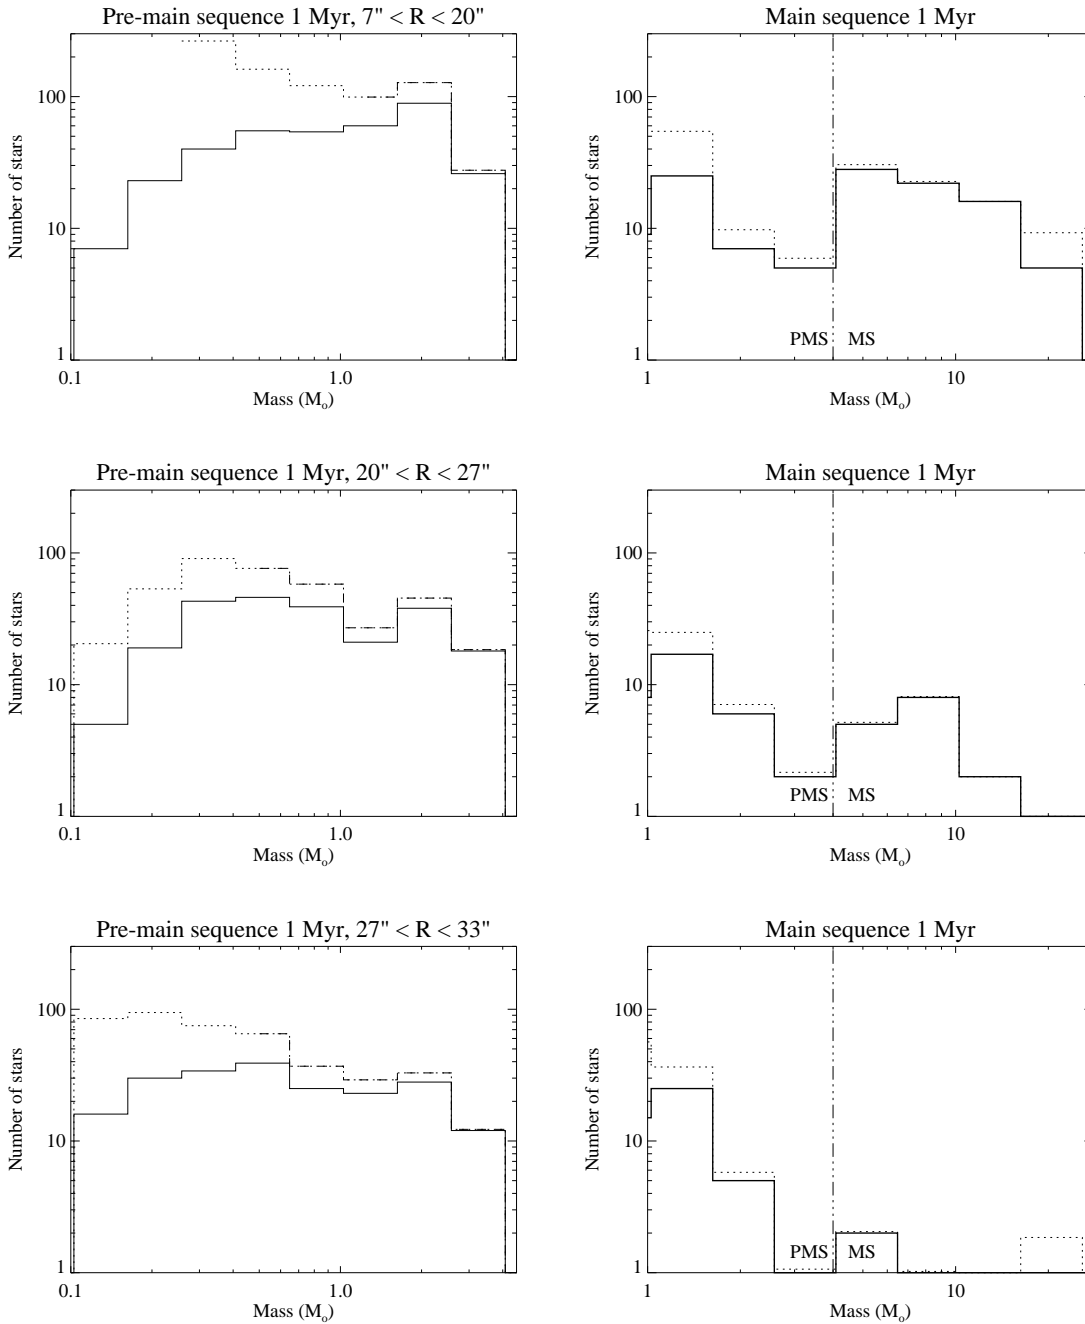 Pre-main sequence 1 Myr, 7" < R < 20"
Number of stars
100
10
1
0.1
1.0
Mass (Mo)
Main sequence 1 Myr
Number of stars
100
10
1
PMS
MS
1
10
Mass (Mo)
Pre-main sequence 1 Myr, 20" < R < 27"
Number of stars
100
10
1
0.1
1.0
Mass (Mo)
Main sequence 1 Myr
Number of stars
100
10
1
PMS
MS
1
10
Mass (Mo)
Pre-main sequence 1 Myr, 27" < R < 33"
Number of stars
100
10
1
0.1
1.0
Mass (Mo)
Main sequence 1 Myr
Number of stars
100
10
1
PMS
MS
1
10
Mass (Mo)